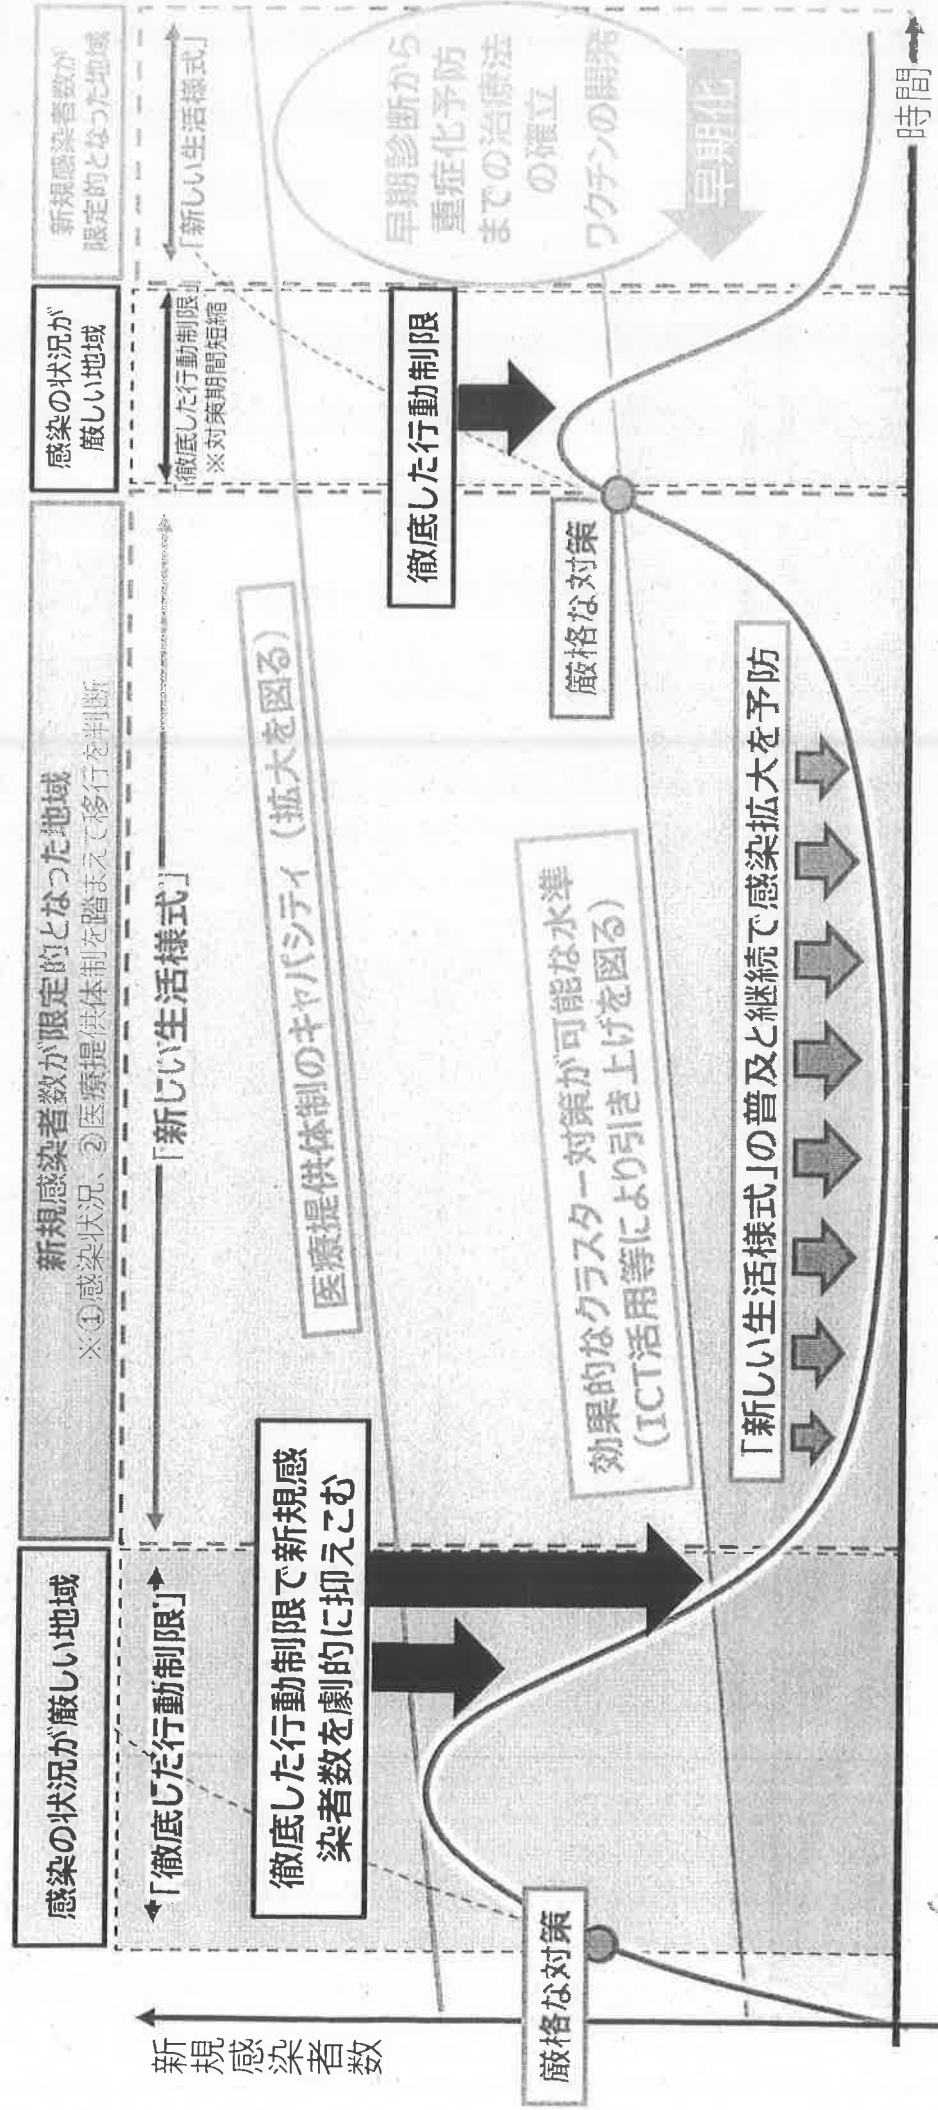 感染の状況が厳しい地域
新規感染者数が限定的となった地域
※①感染状況、②医療提供体制を踏まえて移行を判断
感染の状況が
厳しい地域
新規感染者数が
限定的となった地域
「徹底した行動制限」
「新しい生活様式」
「徹底した行動制限」
※対策期間短縮
「新しい生活様式」
新規感染者数
徹底した行動制限で新規感
染者数を劇的に抑えこむ
医療提供体制のキャパシティ（拡大を図る）
徹底した行動制限
早期診断から
重症化予防
までの治療法
の確立
ワクチンの開発
早期化
厳格な対策
効果的なクラスター対策が可能な水準
（ICT活用等により引き上げを図る）
厳格な対策
「新しい生活様式」の普及と継続で感染拡大を予防
時間